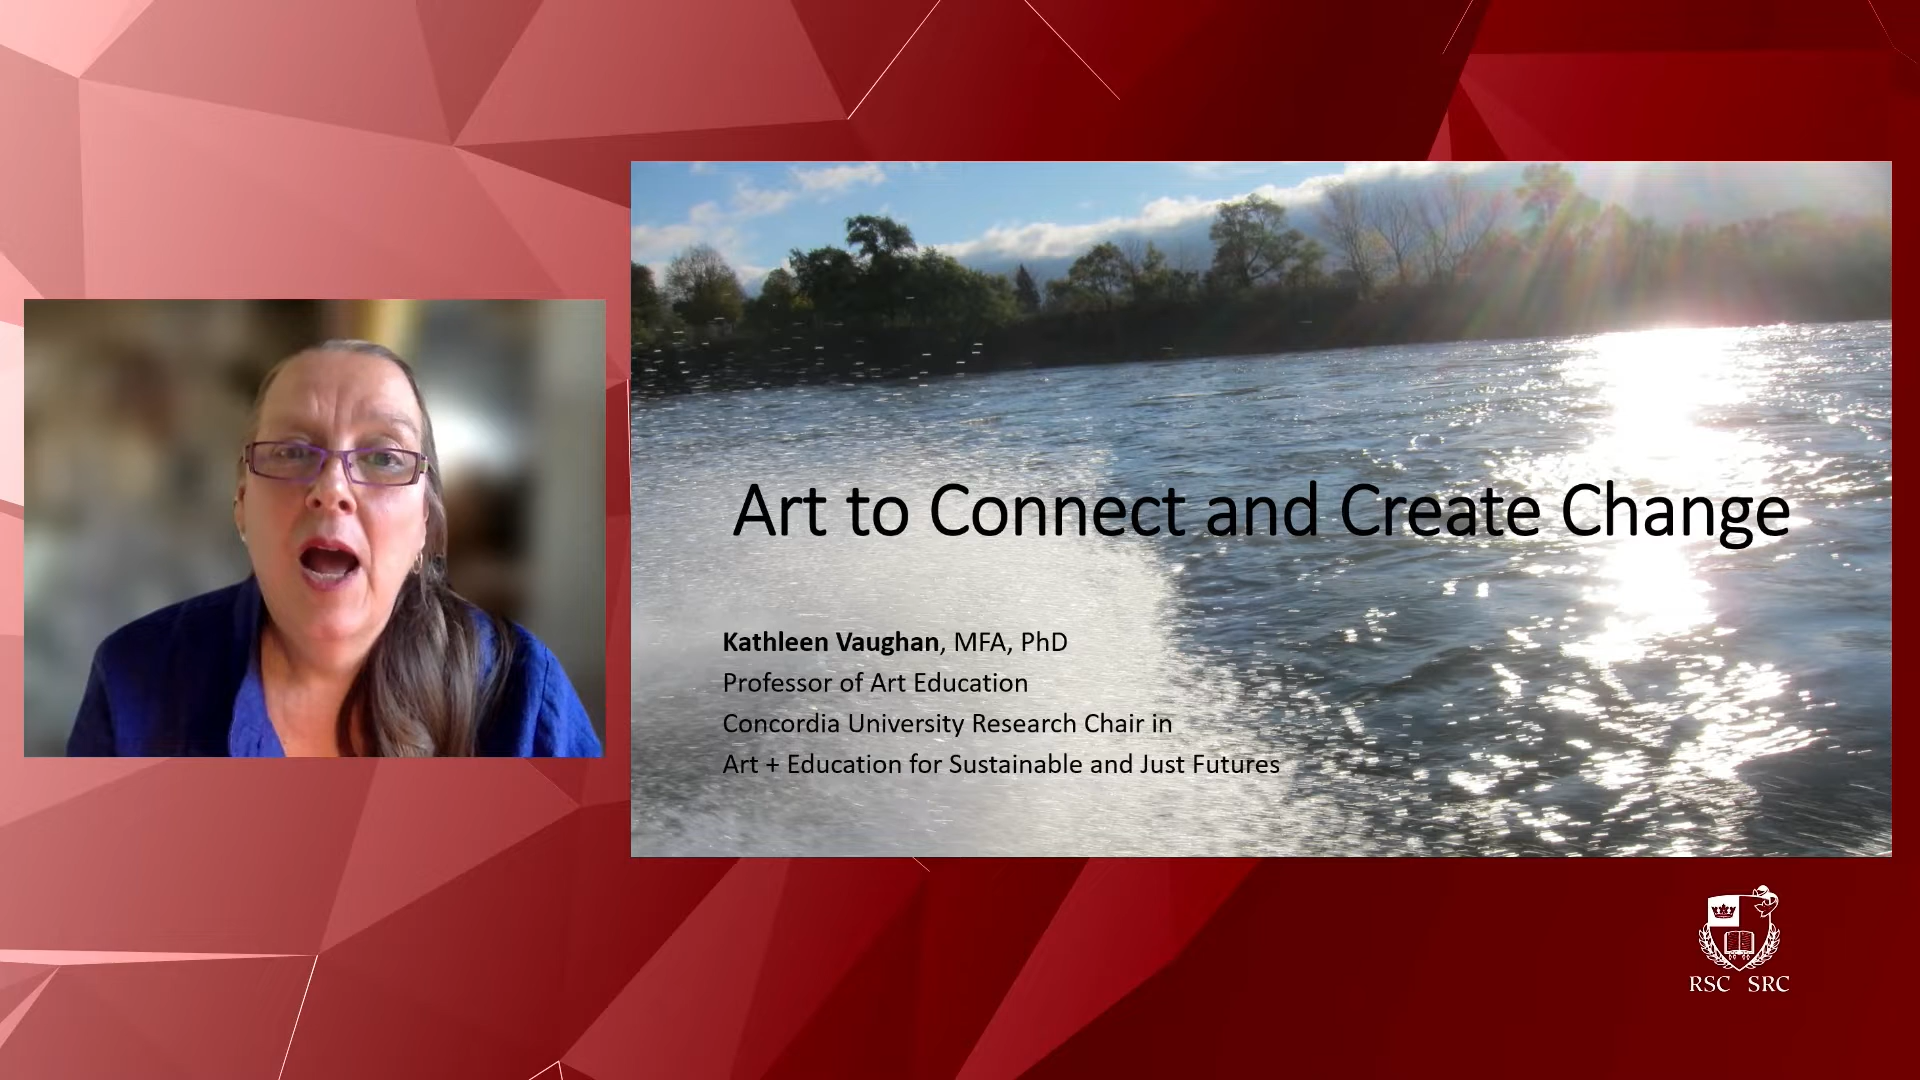 Art to Connect and Create Change
Kathleen Vaughan, MFA, PhD
Professor of Art Education
Concordia University Research Chair in
Art + Education for Sustainable and Just Futures
RSC SRC